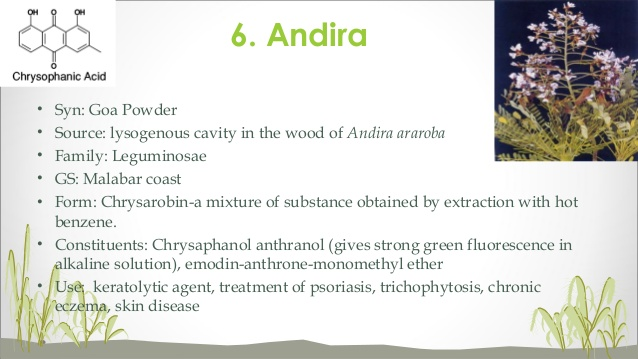 OH O OH
O
Chrysophanic Acid
6. Andira
• Syn: Goa Powder
• Source: lysogenous cavity in the wood of Andira araroba
• Family: Leguminosae
• GS: Malabar coast
• Form: Chrysarobin-a mixture of substance obtained by extraction with hot
benzene.
• Constituents: Chrysaphanol anthranol (gives strong green fluorescence in
alkaline solution), emodin-anthrone-monomethyl ether
• Use: keratolytic agent, treatment of psoriasis, trichophytosis, chronic
eczema, skin disease